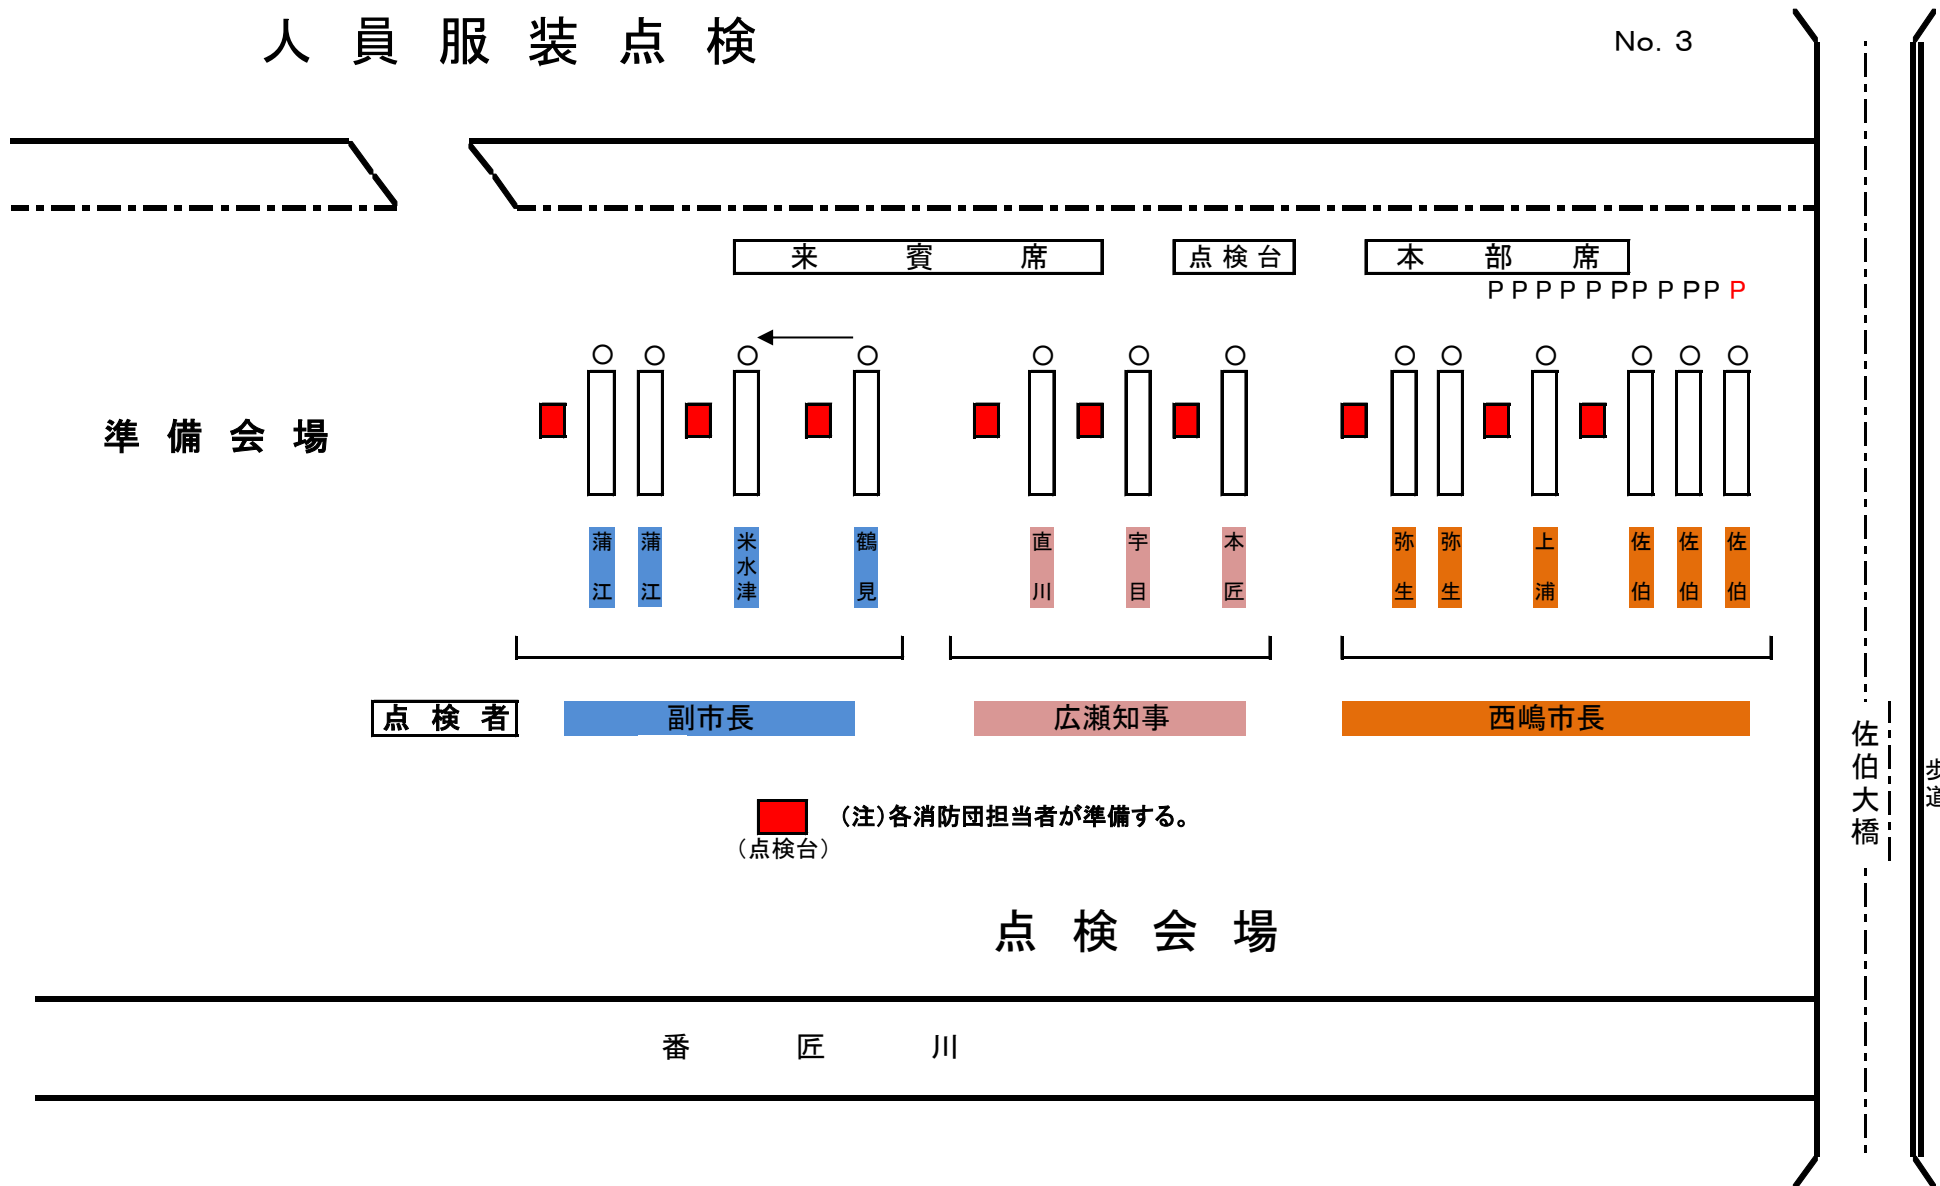 人員服装点検
No. 3
来賓席
点検台
本部席
P P P P P P P P P P P
準備会場
蒲江
蒲江
米水津
鶴見
直川
宇目
本匠
弥生
弥生
上浦
佐伯
佐伯
佐伯
点検者
副市長
広瀬知事
西嶋市長
佐伯大橋
歩道
(注)各消防団担当者が準備する。
（点検台）
点検会場
番匠川